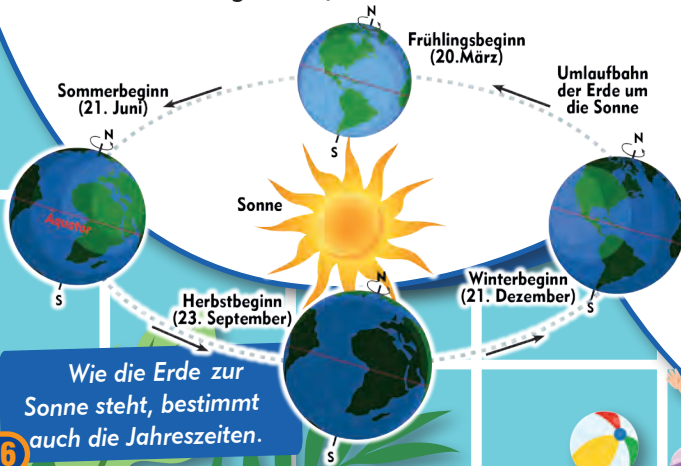 N
Frühlingsbeginn
(20.März)
S
Umlaufbahn
der Erde um
die Sonne
Sommerbeginn
(21. Juni)
N
Äquator
S
Sonne
N
S
Herbstbeginn
(23. September)
N
S
Winterbeginn
(21. Dezember)
Wie die Erde zur
Sonne steht, bestimmt
auch die Jahreszeiten.
6